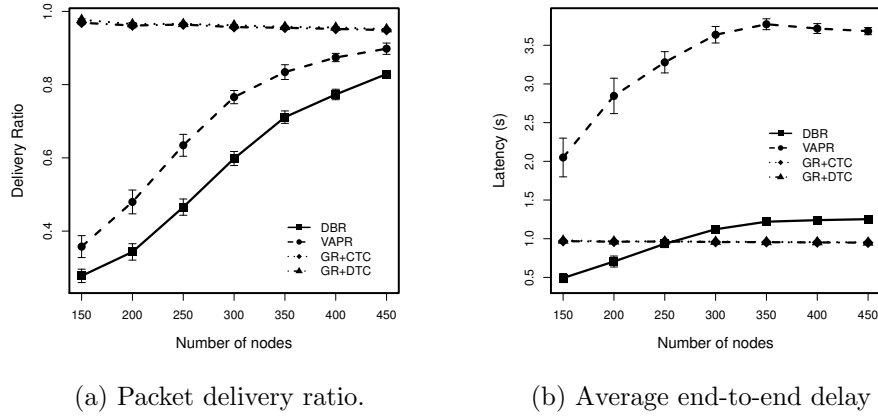 1.0
0.8
0.6
0.4
Delivery Ratio
DBR
VAPR
GR+CTC
GR+DTC
150 200 250 300 350 400 450
Number of nodes
(a) Packet delivery ratio.
3.5
3.0
2.5
2.0
1.5
1.0
0.5
Latency (s)
DBR
VAPR
GR+CTC
GR+DTC
150 200 250 300 350 400 450
Number of nodes
(b) Average end-to-end delay